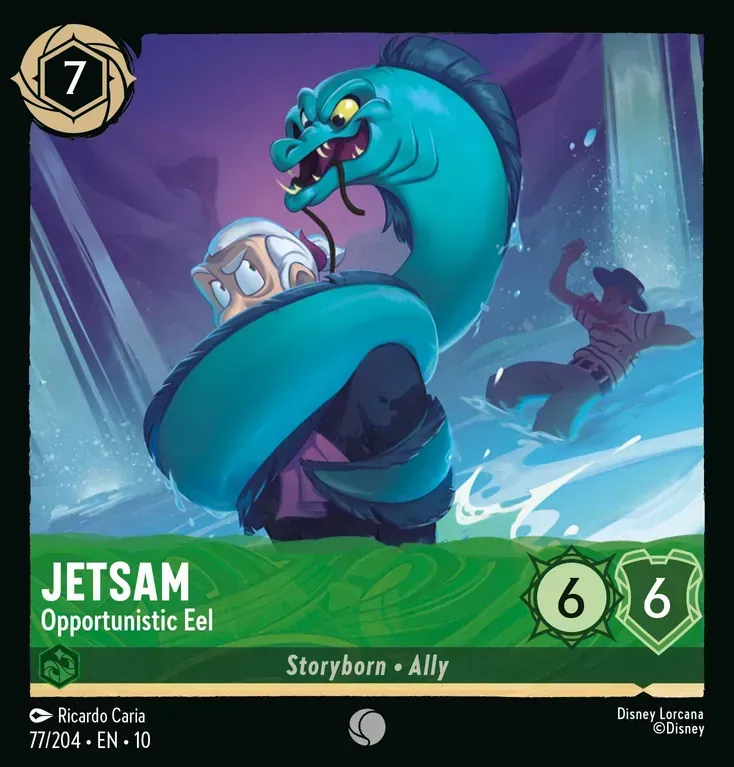 7
JETSAM
6 6
Opportunistic Eel
Storyborn • Ally
Ricardo Caria
Disney Lorcana
77/204 • EN • 10
©Disney